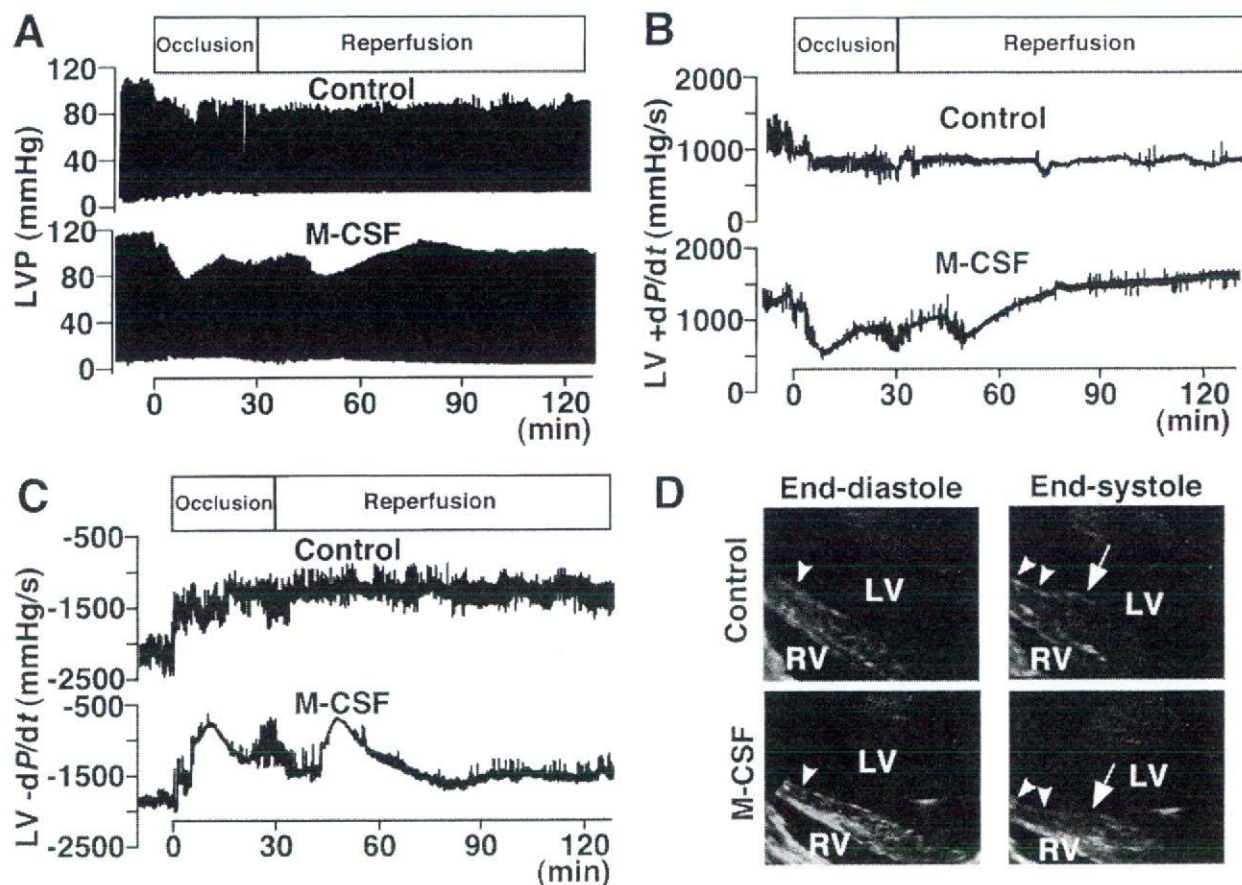 A
Occlusion Reperfusion
Control
120
80
40
0
M-CSF
120
80
40
0
LVP (mmHg)
0 30 60 90 120
(min)
B
Occlusion Reperfusion
2000
Control
1000
0
2000
M-CSF
1000
0
LV +dP/dt (mmHg/s)
0 30 60 90 120
(min)
C
Occlusion Reperfusion
-500
Control
-1500
-2500
-500
M-CSF
-1500
-2500
LV -dP/dt (mmHg/s)
0 30 60 90 120
(min)
D
End-diastole End-systole
Control
LV
RV
LV
RV
M-CSF
LV
RV
LV
RV